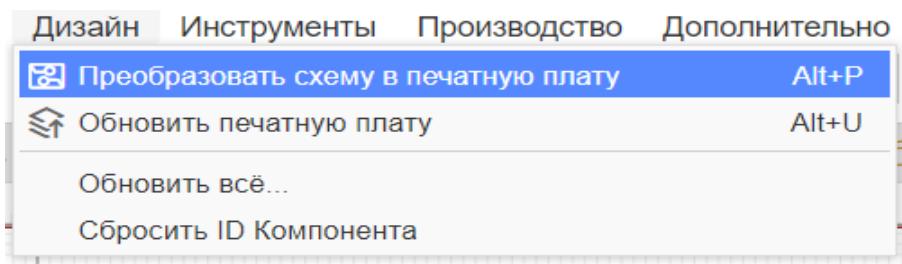 Дизайн Инструменты Производство Дополнительно
Преобразовать схему в печатную плату Alt+P
Обновить печатную плату Alt+U
Обновить всё...
Сбросить ID Компонента